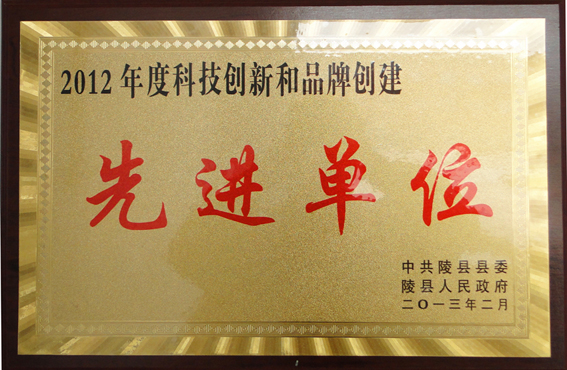 2012年度科技创新和品牌创建
先进单位
中共陵县县委
陵县人民政府
二〇一三年二月